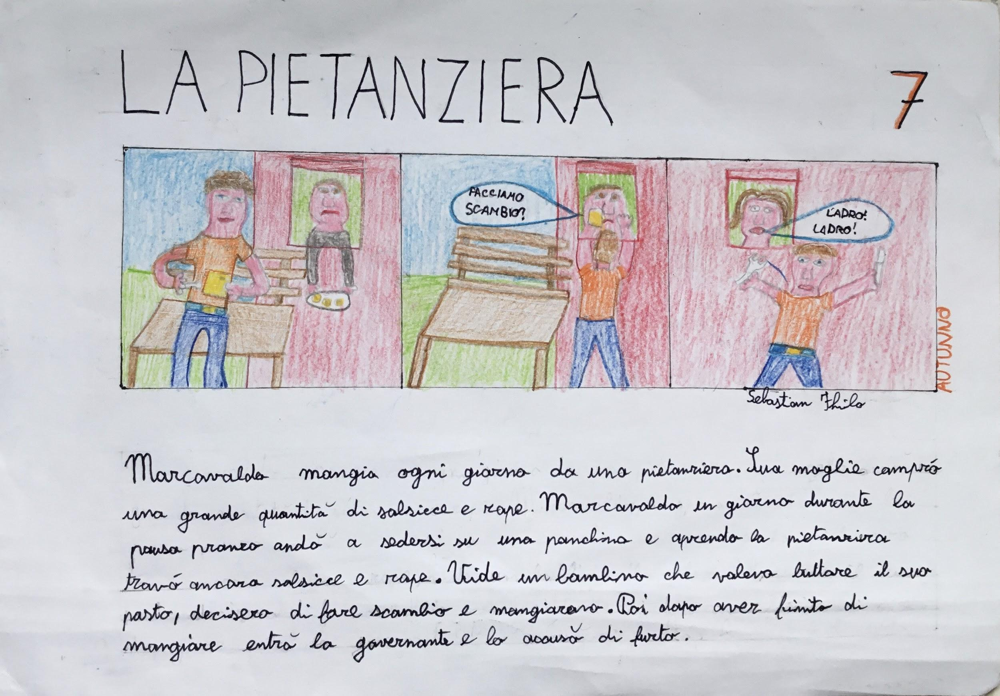 LA PIETANZIERA
7
FACCIAMO
SCAMBIO?
LADRO!
LADRO!
AUTUNNO
Sebastian Thilo
Marcovaldo mangia ogni giorno da una pietanziera. Sua moglie comprò
una grande quantità di salsicce e rape. Marcovaldo un giorno durante la
pausa pranzo andò a sedersi su una panchina e aprendo la pietanziera
trovò ancora salsicce e rape. Vide un bambino che voleva buttare il suo
pasto, decisero di fare scambio e mangiarono. Poi dopo aver finito di
mangiare entrò la governante e lo accusò di furto.